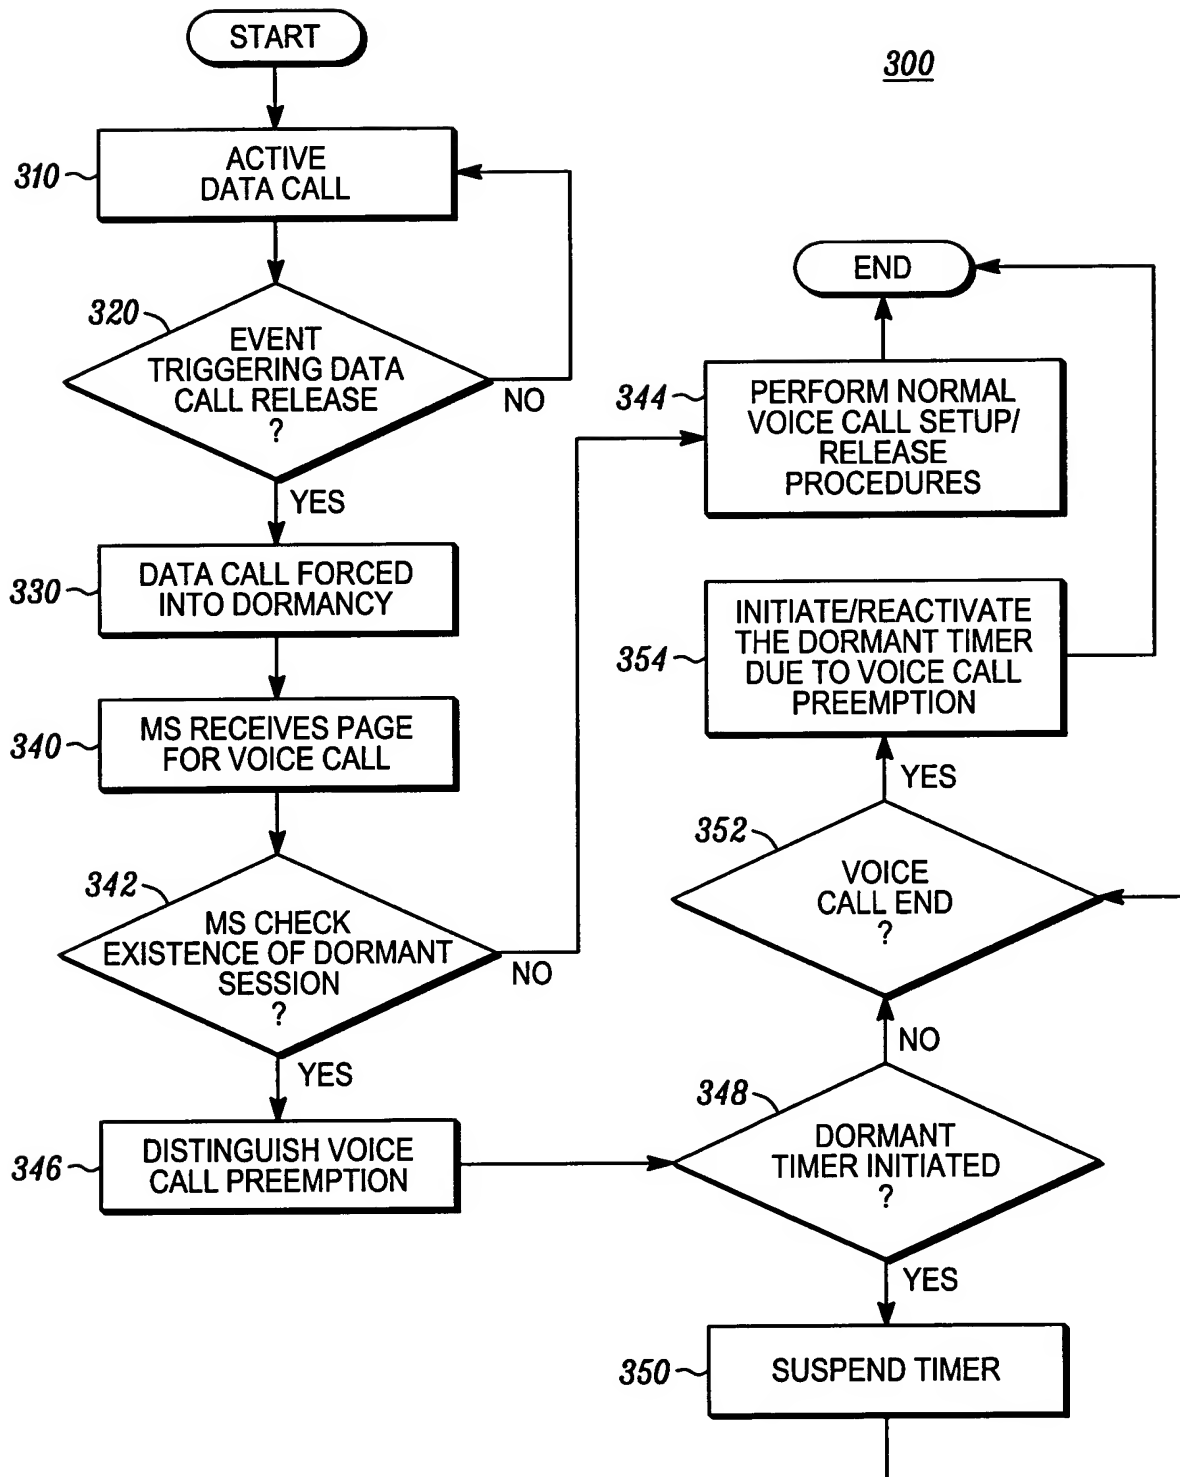 START
300
310
ACTIVE
DATA CALL
320
EVENT
TRIGGERING DATA
CALL RELEASE
?
NO
YES
330
DATA CALL FORCED
INTO DORMANCY
340
MS RECEIVES PAGE
FOR VOICE CALL
342
MS CHECK
EXISTENCE OF DORMANT
SESSION
?
NO
YES
346
DISTINGUISH VOICE
CALL PREEMPTION
END
344
PERFORM NORMAL
VOICE CALL SETUP/
RELEASE
PROCEDURES
354
INITIATE/REACTIVATE
THE DORMANT TIMER
DUE TO VOICE CALL
PREEMPTION
YES
352
VOICE
CALL END
?
NO
348
DORMANT
TIMER INITIATED
?
YES
350
SUSPEND TIMER